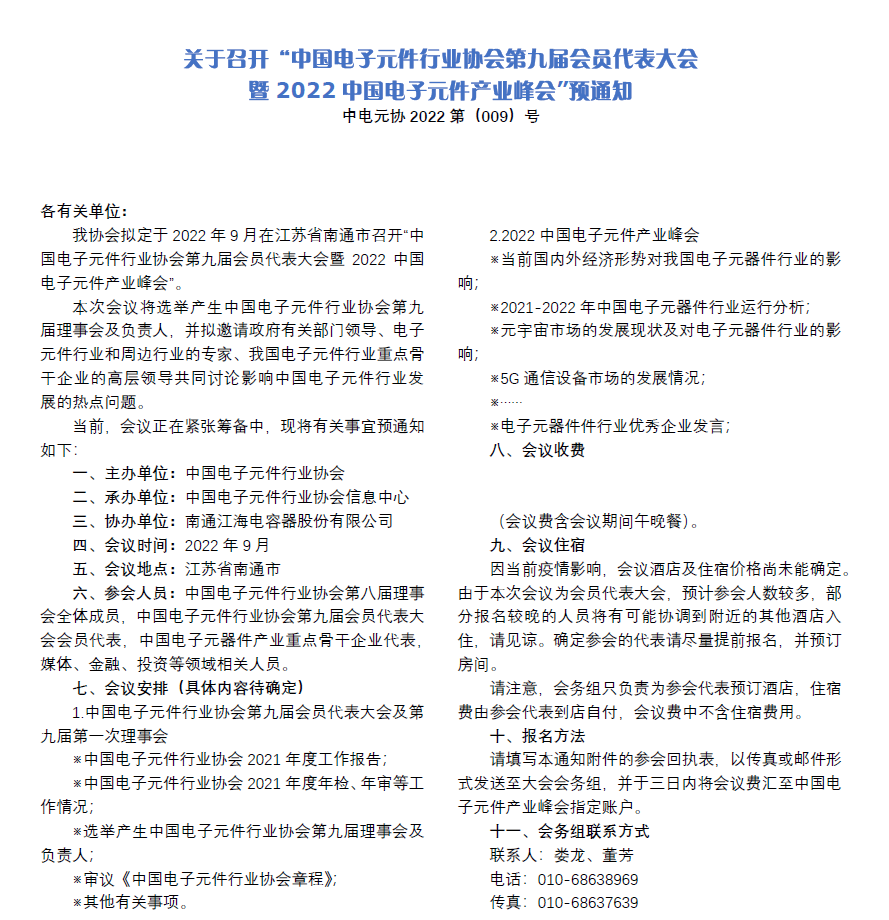 关于召开“中国电子元件行业协会第九届会员代表大会
暨 2022 中国电子元件产业峰会”预通知
中电元协 2022 第（009）号
各有关单位：
我协会拟定于 2022 年 9 月在江苏省南通市召开“中
国电子元件行业协会第九届会员代表大会暨 2022 中国
电子元件产业峰会”。
本次会议将选举产生中国电子元件行业协会第九
届理事会及负责人，并拟邀请政府有关部门领导、电子
元件行业和周边行业的专家、我国电子元件行业重点骨
干企业的高层领导共同讨论影响中国电子元件行业发
展的热点问题。
当前，会议正在紧张筹备中，现将有关事宜预通知
如下：
一、主办单位：中国电子元件行业协会
二、承办单位：中国电子元件行业协会信息中心
三、协办单位：南通江海电容器股份有限公司
四、会议时间：2022 年 9 月
五、会议地点：江苏省南通市
六、参会人员：中国电子元件行业协会第八届理事
会全体成员，中国电子元件行业协会第九届会员代表大
会会员代表，中国电子元器件产业重点骨干企业代表，
媒体、金融、投资等领域相关人员。
七、会议安排（具体内容待确定）
1.中国电子元件行业协会第九届会员代表大会及第
九届第一次理事会
※中国电子元件行业协会 2021 年度工作报告；
※中国电子元件行业协会 2021 年度年检、年审等工
作情况；
※选举产生中国电子元件行业协会第九届理事会及
负责人；
※审议《中国电子元件行业协会章程》；
※其他有关事项。
2.2022 中国电子元件产业峰会
※当前国内外经济形势对我国电子元器件行业的影
响；
※2021-2022 年中国电子元器件行业运行分析；
※元宇宙市场的发展现状及对电子元器件行业的影
响；
※5G 通信设备市场的发展情况；
※……
※电子元器件件行业优秀企业发言；
八、会议收费
（会议费含会议期间午晚餐）。
九、会议住宿
因当前疫情影响，会议酒店及住宿价格尚未能确定。
由于本次会议为会员代表大会，预计参会人数较多，部
分报名较晚的人员将有可能协调到附近的其他酒店入
住，请见谅。确定参会的代表请尽量提前报名，并预订
房间。
请注意，会务组只负责为参会代表预订酒店，住宿
费由参会代表到店自付，会议费中不含住宿费用。
十、报名方法
请填写本通知附件的参会回执表，以传真或邮件形
式发送至大会会务组，并于三日内将会议费汇至中国电
子元件产业峰会指定账户。
十一、会务组联系方式
联系人：娄龙、董芳
电话：010-68638969
传真：010-68637639